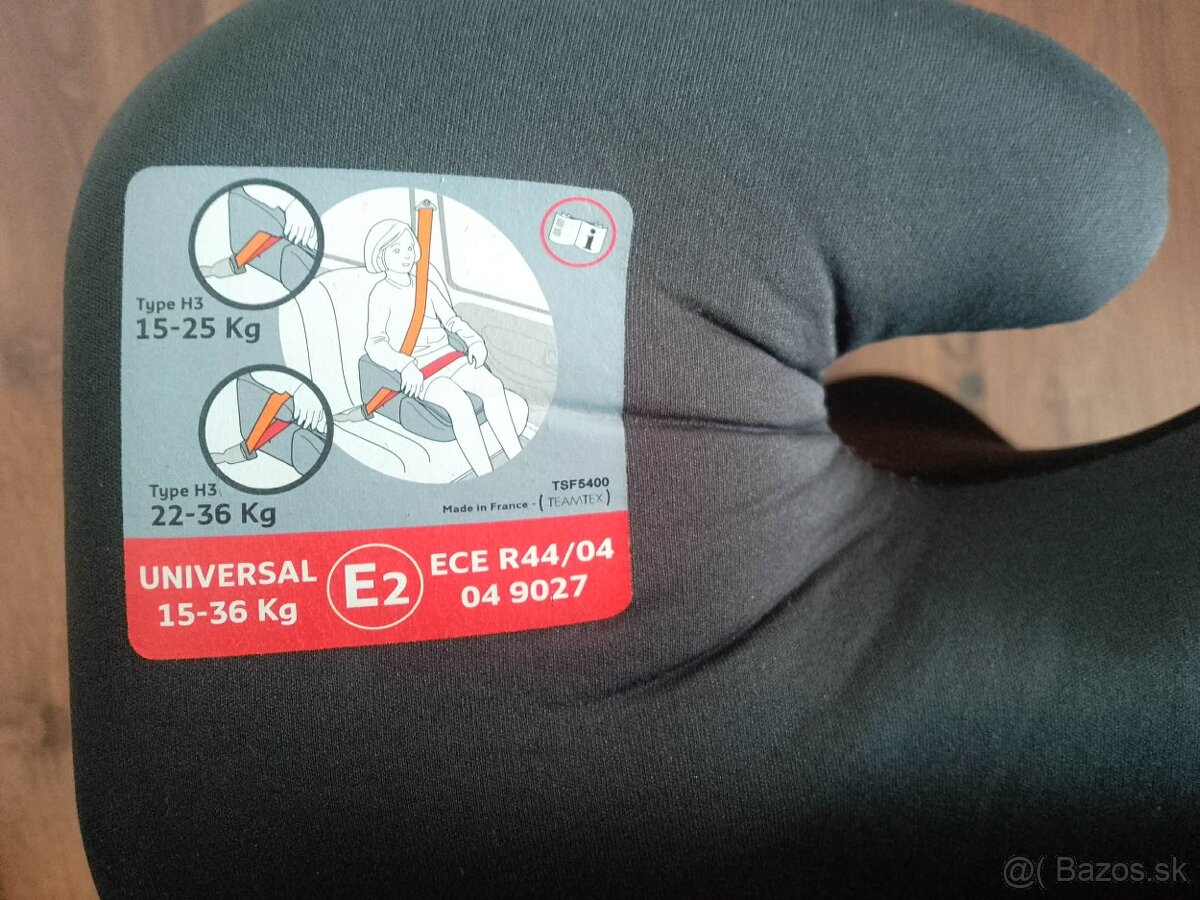 Type H3
15-25 Kg
Type H3
22-36 Kg
TSF5400
Made in France - (TEAMTEX)
UNIVERSAL
15-36 Kg
E2
ECE R44/04
04 9027
i
@( Bazos.sk